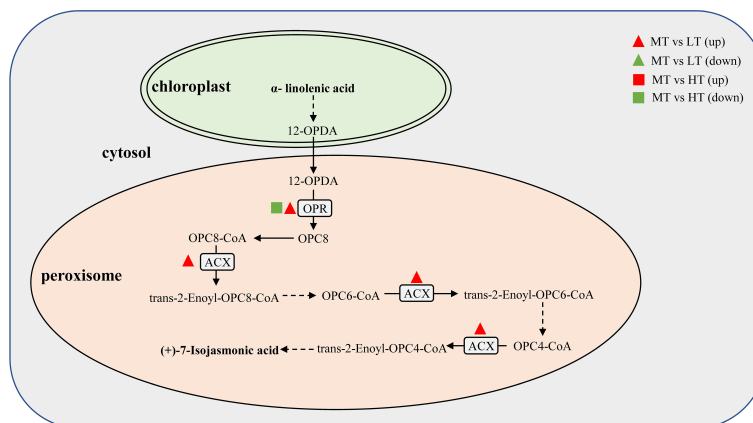 MT vs LT (up)
MT vs LT (down)
MT vs HT (up)
MT vs HT (down)
chloroplast
α- linolenic acid
12-OPDA
cytosol
12-OPDA
OPR
OPC8-CoA
OPC8
ACX
peroxisome
trans-2-Enoyl-OPC8-CoA
OPC6-CoA
ACX
trans-2-Enoyl-OPC6-CoA
(+)-7-Isojasmonic acid
trans-2-Enoyl-OPC4-CoA
ACX
OPC4-CoA